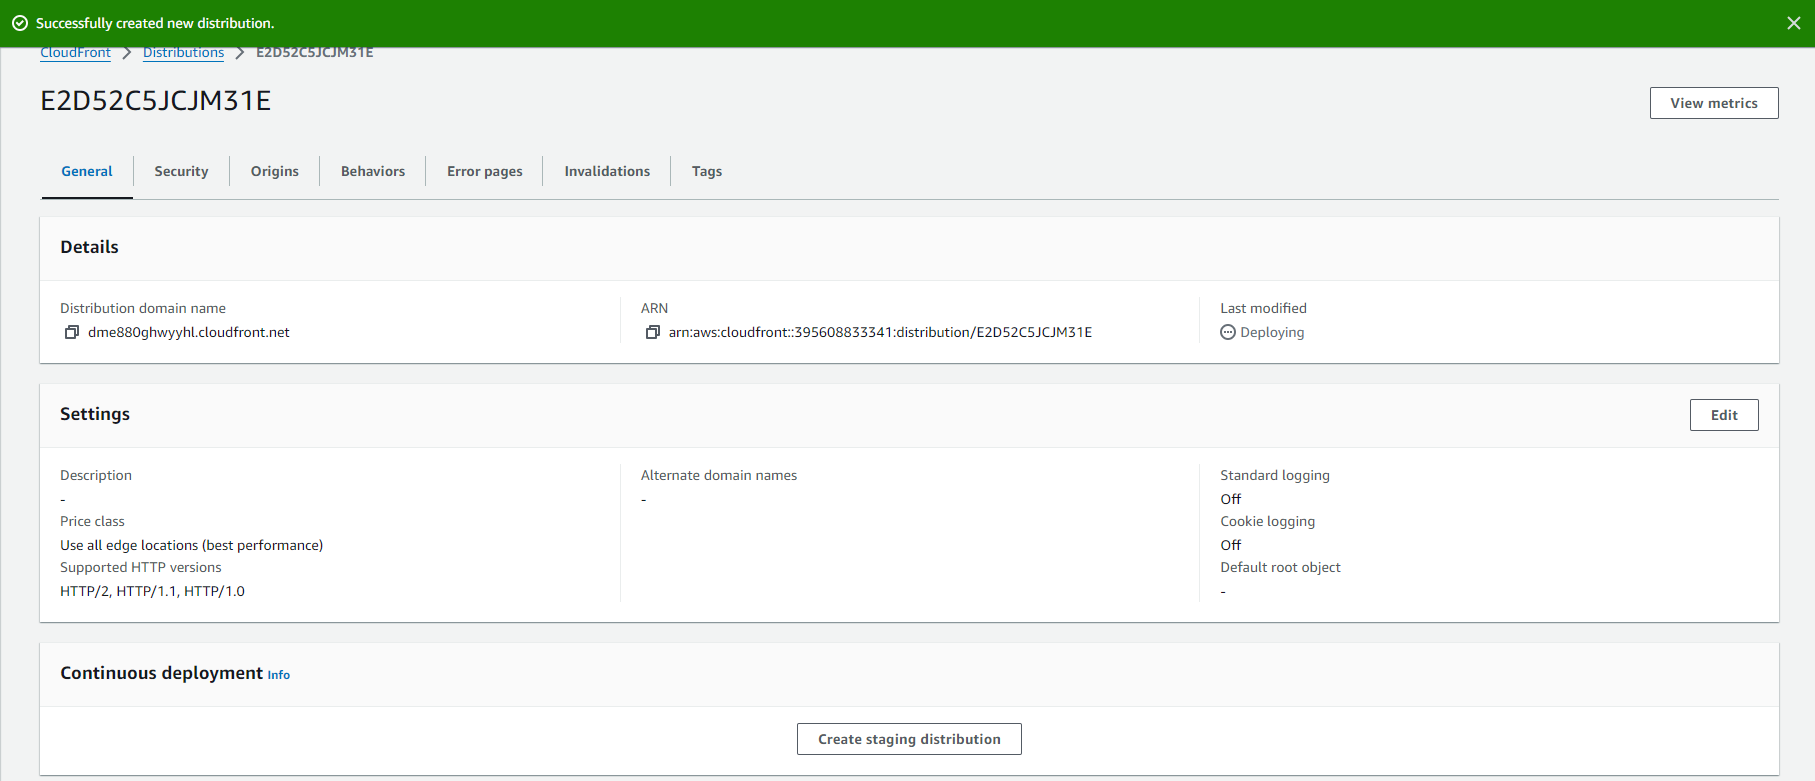 Successfully created new distribution.
CloudFront > Distributions > E2D52C5JCJM31E
E2D52C5JCJM31E
View metrics
General Security Origins Behaviors Error pages Invalidations Tags
Details
Distribution domain name
dme880ghwyyhl.cloudfront.net
ARN
arn:aws:cloudfront::395608833341:distribution/E2D52C5JCJM31E
Last modified
Deploying
Settings
Edit
Description
-
Price class
Use all edge locations (best performance)
Supported HTTP versions
HTTP/2, HTTP/1.1, HTTP/1.0
Alternate domain names
-
Standard logging
Off
Cookie logging
Off
Default root object
-
Continuous deployment Info
Create staging distribution